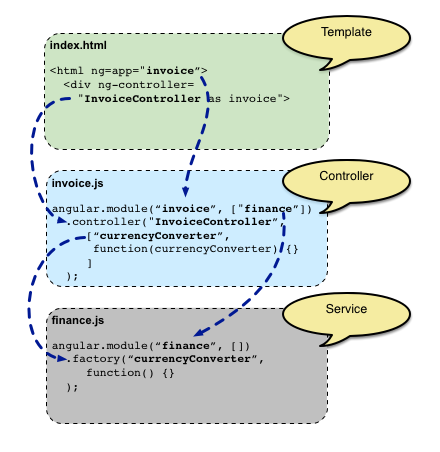 Template
index.html
<html ng=app="invoice“>
<div ng-controller=
"InvoiceController as invoice">
Controller
invoice.js
angular.module(“invoice”, ["finance"])
.controller("InvoiceController”,
[“currencyConverter”,
function(currencyConverter) {}
]
);
Service
finance.js
angular.module(“finance”, [])
.factory(“currencyConverter”,
function() {}
);